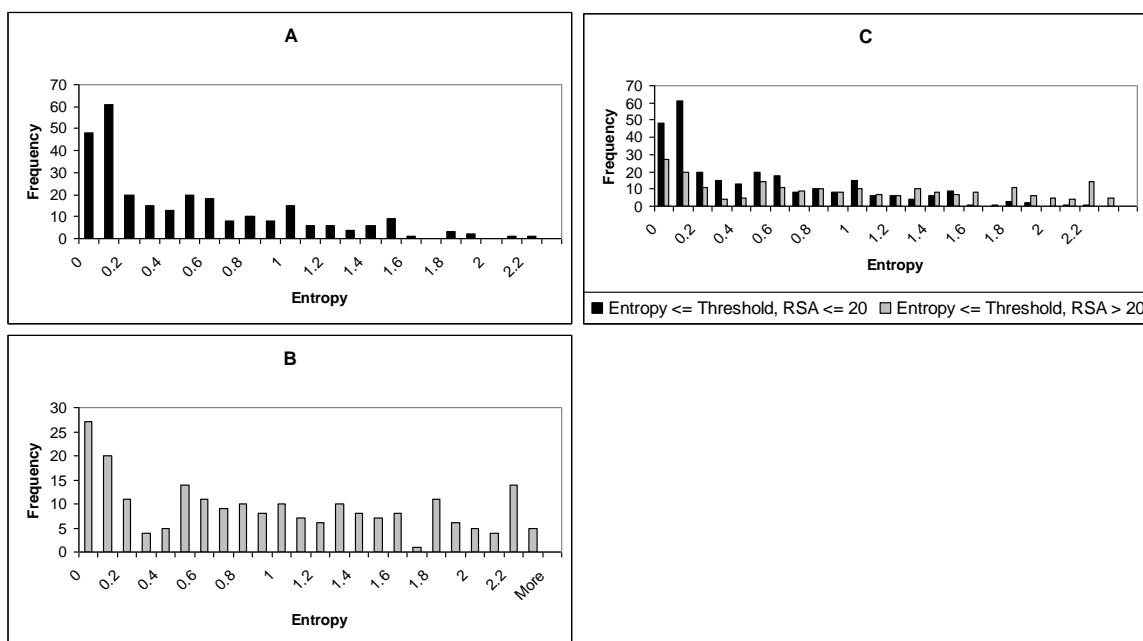 A
70
60
50
40
30
20
10
0
Frequency
0 0.2 0.4 0.6 0.8 1 1.2 1.4 1.6 1.8 2 2.2
Entropy
C
70
60
50
40
30
20
10
0
Frequency
0 0.2 0.4 0.6 0.8 1 1.2 1.4 1.6 1.8 2 2.2
Entropy
Entropy <= Threshold, RSA <= 20 Entropy <= Threshold, RSA > 20
B
30
25
20
15
10
5
0
Frequency
0 0.2 0.4 0.6 0.8 1 1.2 1.4 1.6 1.8 2 2.2 More
Entropy